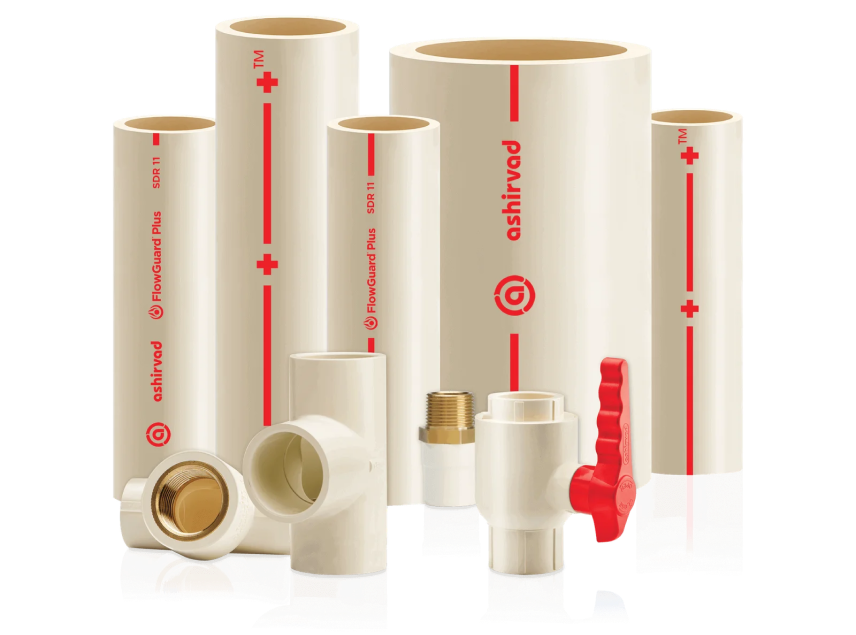 ashirvad FlowGuard Plus SDR 11
TM
FlowGuard Plus SDR 11
ashirvad
TM